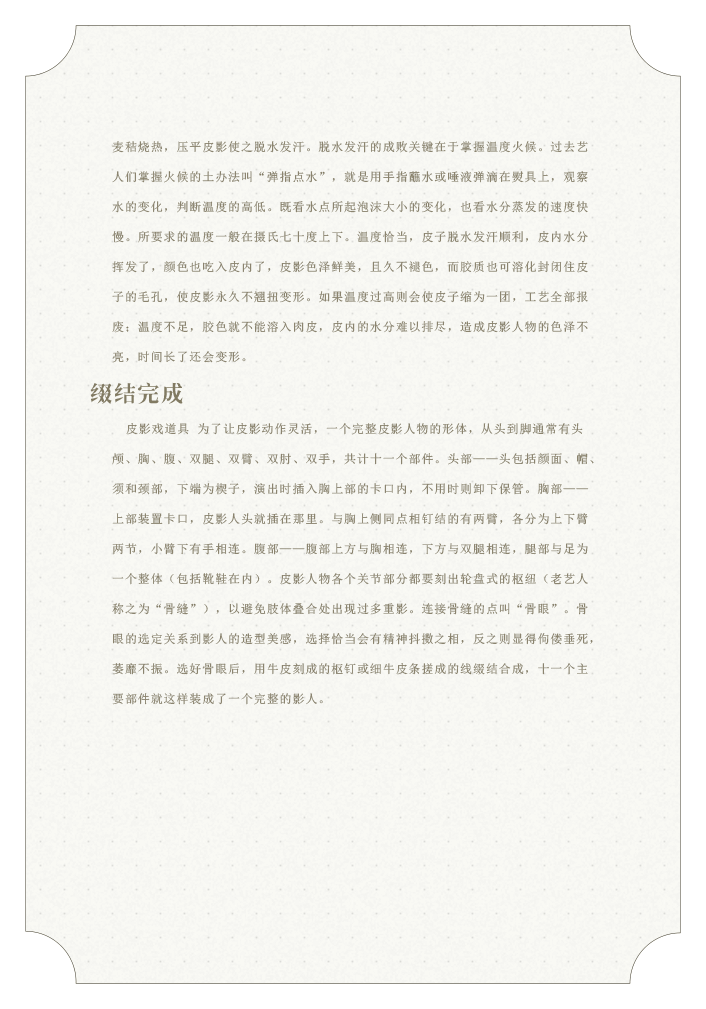 麦秸烧热，压平皮影使之脱水发汗。脱水发汗的成败关键在于掌握温度火候。过去艺
人们掌握火候的土办法叫“弹指点水”，就是用手指蘸水或唾液弹滴在熨具上，观察
水的变化，判断温度的高低。既看水点所起泡沫大小的变化，也看水分蒸发的速度快
慢。所要求的温度一般在摄氏七十度上下。温度恰当，皮子脱水发汗顺利，皮内水分
挥发了，颜色也吃入皮内了，皮影色泽鲜美，且久不褪色，而胶质也可溶化封闭住皮
子的毛孔，使皮影永久不翘扭变形。如果温度过高则会使皮子缩为一团，工艺全部报
废；温度不足，胶色就不能溶入肉皮，皮内的水分难以排尽，造成皮影人物的色泽不
亮，时间长了还会变形。
缀结完成
皮影戏道具 为了让皮影动作灵活，一个完整皮影人物的形体，从头到脚通常有头
颅、胸、腹、双腿、双臂、双肘、双手，共计十一个部件。头部——头包括颜面、帽、
须和颈部，下端为楔子，演出时插入胸上部的卡口内，不用时则卸下保管。胸部——
上部装置卡口，皮影人头就插在那里。与胸上侧同点相钉结的有两臂，各分为上下臂
两节，小臂下有手相连。腹部——腹部上方与胸相连，下方与双腿相连，腿部与足为
一个整体（包括靴鞋在内）。皮影人物各个关节部分都要刻出轮盘式的枢纽（老艺人
称之为“骨缝”），以避免肢体叠合处出现过多重影。连接骨缝的点叫“骨眼”。骨
眼的选定关系到影人的造型美感，选择恰当会有精神抖擞之相，反之则显得佝偻垂死，
萎靡不振。选好骨眼后，用牛皮刻成的枢钉或细牛皮条搓成的线缀结合成，十一个主
要部件就这样装成了一个完整的影人。